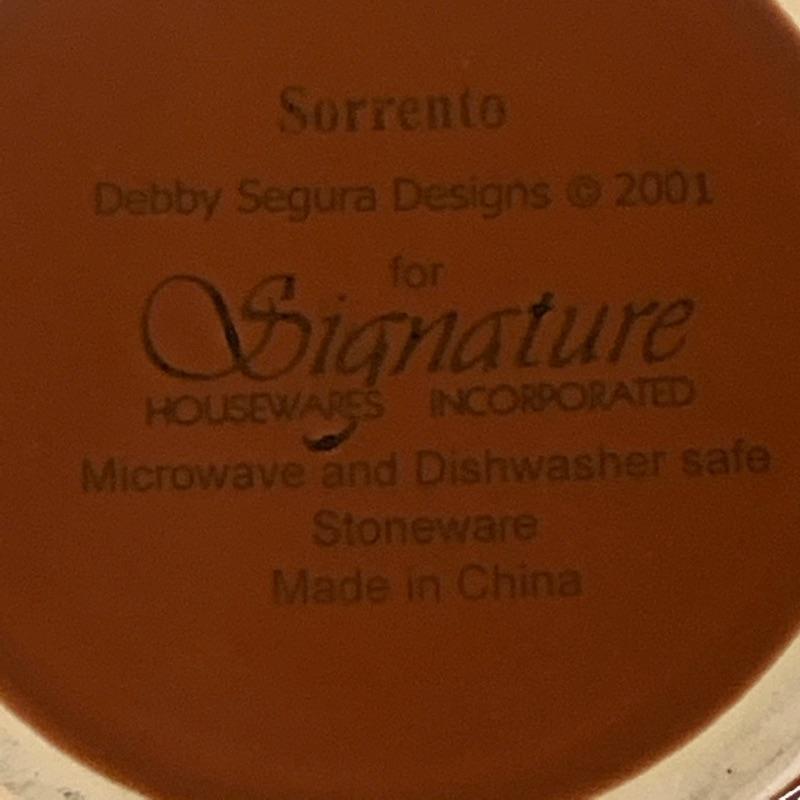 Sorrento
Debby Segura Designs © 2001
for
Signature
HOUSEWARES INCORPORATED
Microwave and Dishwasher safe
Stoneware
Made in China